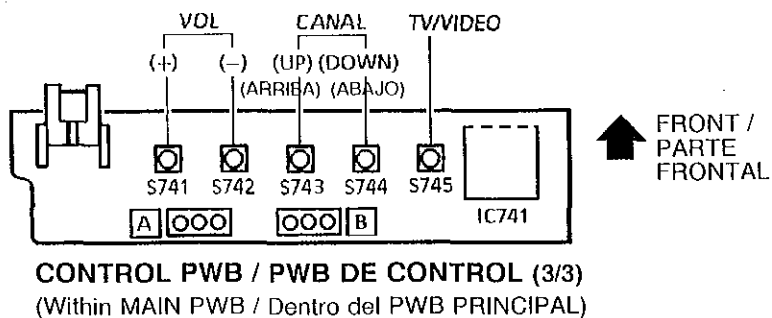 VOL CANAL TV/VIDEO
(+) (–) (UP) (DOWN)
(ARRIBA) (ABAJO)
S741 S742 S743 S744 S745 IC741
A B
FRONT /
PARTE
FRONTAL
CONTROL PWB / PWB DE CONTROL (3/3)
(Within MAIN PWB / Dentro del PWB PRINCIPAL)